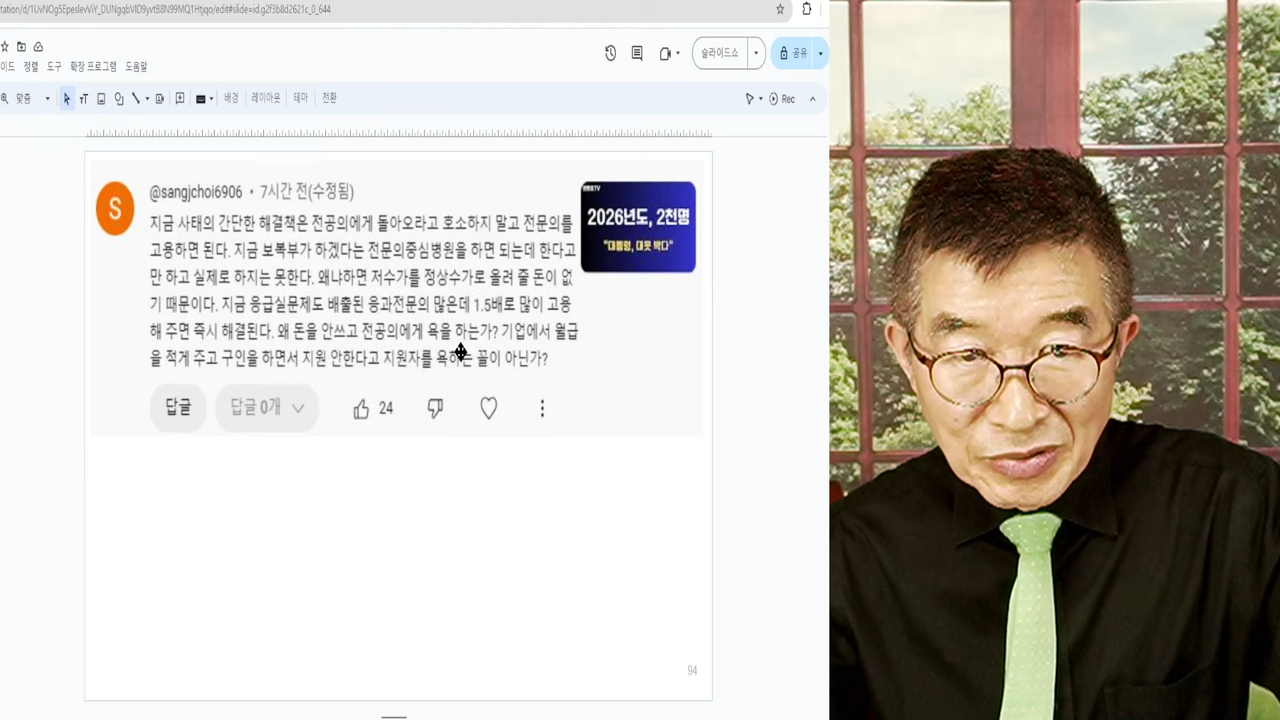 tation/d/1UvNOg5EpeslevViY_DUNgqbVID9yvtB8N99MQ1Htjqo/edit#slide=id.g2f3b8d2621c_0_644
슬라이드쇼
공유
이드 정렬 도구 확장 프로그램 도움말
맞춤 배경 레이아웃 테마 전환 Rec
@sangjchoi6906 • 7시간 전(수정됨)
지금 사태의 간단한 해결책은 전공의에게 돌아오라고 호소하지 말고 전문의를
고용하면 된다. 지금 보복부가 하겠다는 전문의중심병원을 하면 되는데 한다고
만 하고 실제로 하지는 못한다. 왜냐하면 저수가를 정상수가로 올려 줄 돈이 없
기 때문이다. 지금 응급실문제도 배출된 응과전문의 많은데 1.5배로 많이 고용
해 주면 즉시 해결된다. 왜 돈을 안쓰고 전공의에게 욕을 하는가? 기업에서 월급
을 적게 주고 구인을 하면서 지원 안한다고 지원자를 욕하는 꼴이 아닌가?
S
2026년도, 2천명
"대통령, 대못 박다"
답글 답글 0개 24
94